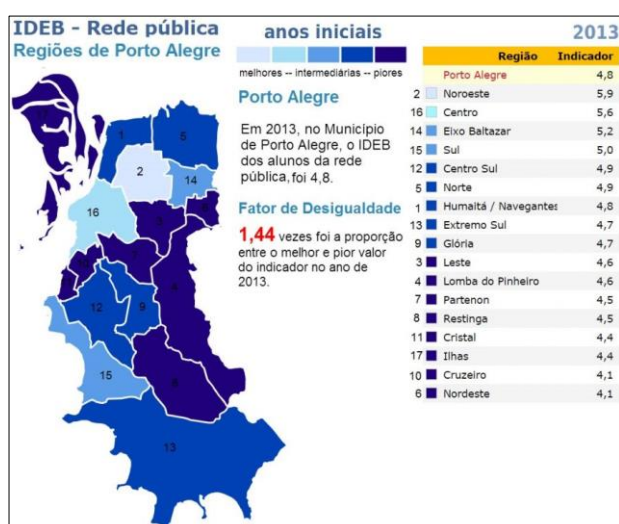 IDEB - Rede pública
Regiões de Porto Alegre
anos iniciais
melhores -- intermediárias -- piores
Porto Alegre
Em 2013, no Município
de Porto Alegre, o IDEB
dos alunos da rede
pública, foi 4,8.
Fator de Desigualdade
1,44 vezes foi a proporção
entre o melhor e pior valor
do indicador no ano de
2013.
2013
Região Indicador
Porto Alegre 4,8
2 Noroeste 5,9
16 Centro 5,6
14 Eixo Baltazar 5,2
15 Sul 5,0
12 Centro Sul 4,9
5 Norte 4,9
1 Humaitá / Navegantes 4,8
13 Extremo Sul 4,7
9 Glória 4,7
3 Leste 4,6
4 Lomba do Pinheiro 4,6
7 Partenon 4,5
8 Restinga 4,5
11 Cristal 4,4
17 Ilhas 4,4
10 Cruzeiro 4,1
6 Nordeste 4,1
1
5
2
14
16
12
9
15
13